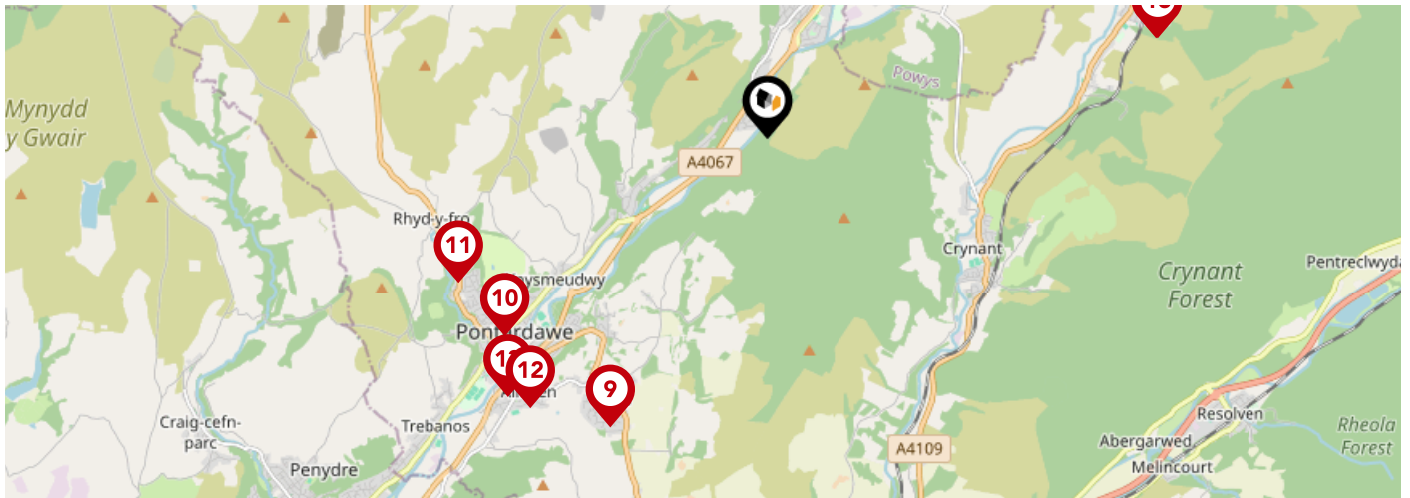 Powys
Mynydd
y Gwair
A4067
Rhyd-y-fro
11
Crynant
Pentreclwyda
Crynant
Forest
10
Pontardawe
12
9
Craig-cefn-
parc
Trebanos
Resolven
Rheola
Forest
A4109
Abergarwed
Melincourt
Penydre